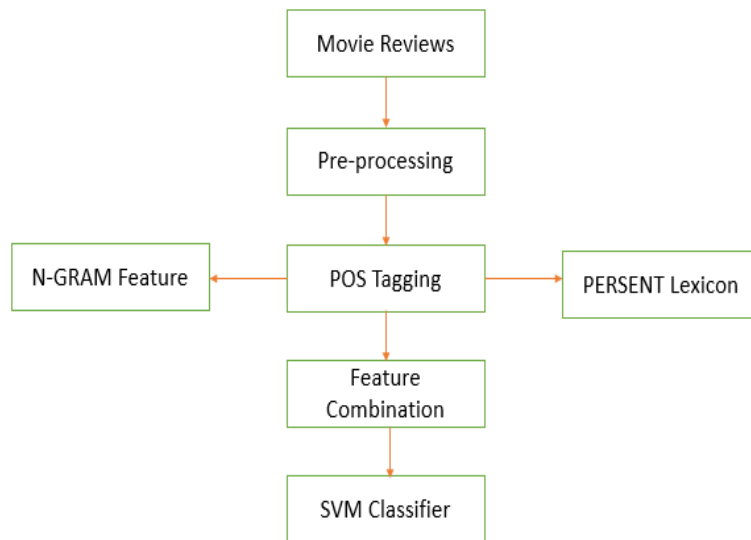 Movie Reviews
Pre-processing
N-GRAM Feature
POS Tagging
PERSENT Lexicon
Feature
Combination
SVM Classifier